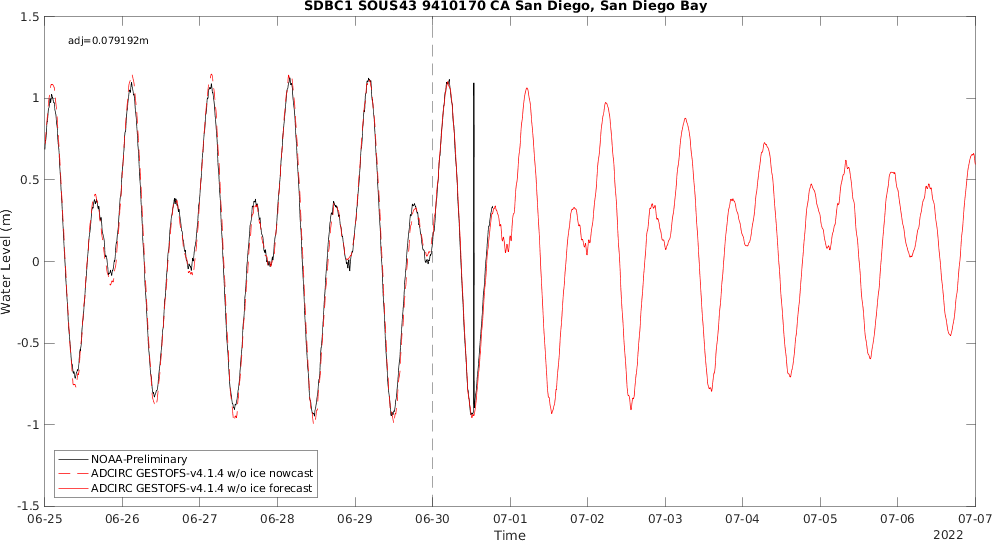 SDBC1 SOUS43 9410170 CA San Diego, San Diego Bay
1.5
adj=0.079192m
1
0.5
0
-0.5
-1
-1.5
Water Level (m)
NOAA-Preliminary
ADCIRC GESTOFS-v4.1.4 w/o ice nowcast
ADCIRC GESTOFS-v4.1.4 w/o ice forecast
06-25 06-26 06-27 06-28 06-29 06-30 07-01 07-02 07-03 07-04 07-05 07-06 07-07
Time
2022